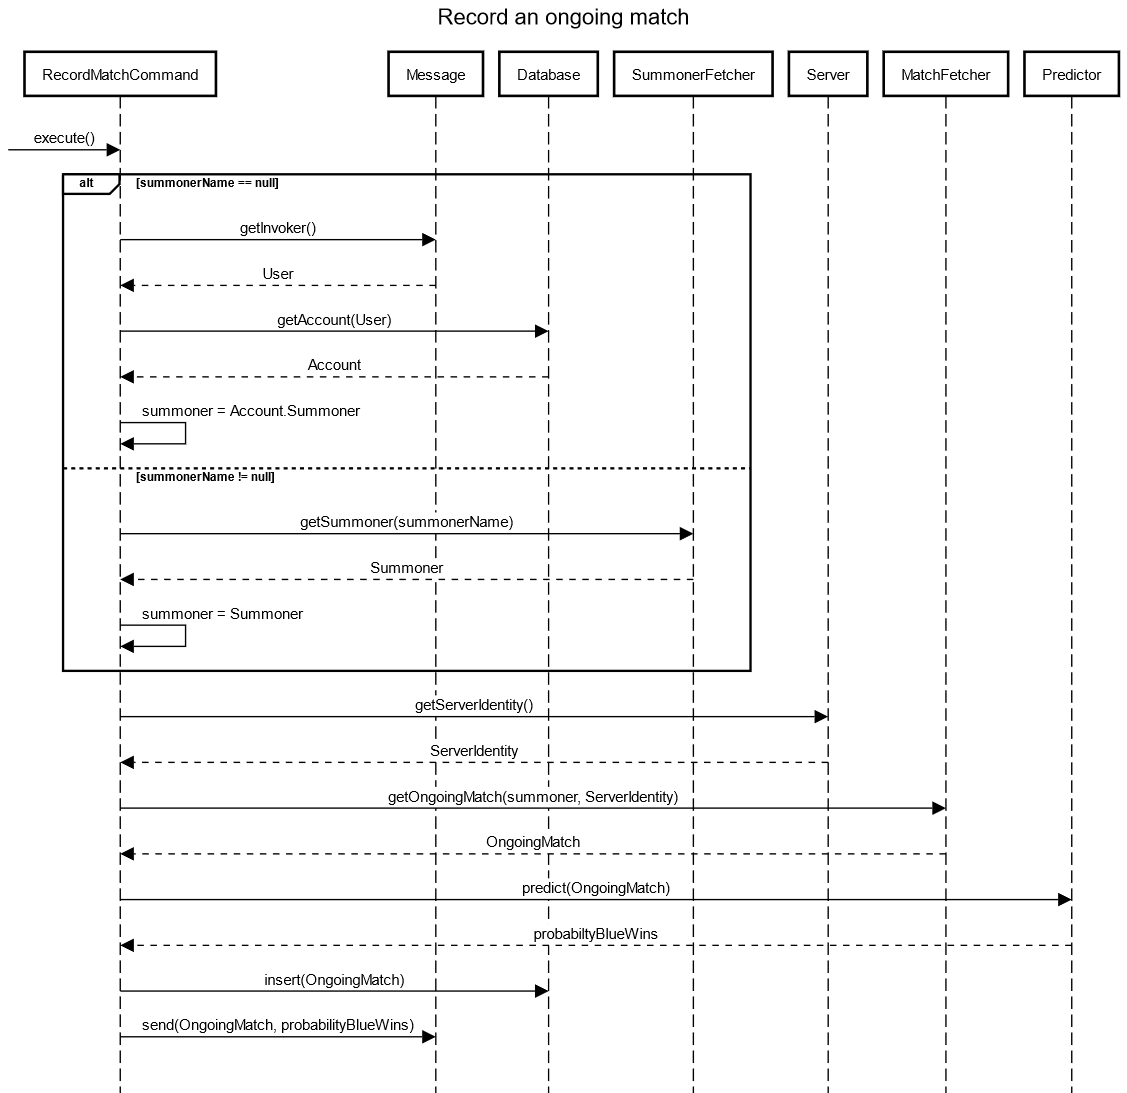 Record an ongoing match
RecordMatchCommand
Message
Database
SummonerFetcher
Server
MatchFetcher
Predictor
execute()
alt
[summonerName == null]
getInvoker()
User
getAccount(User)
Account
summoner = Account.Summoner
[summonerName != null]
getSummoner(summonerName)
Summoner
summoner = Summoner
getServerIdentity()
ServerIdentity
getOngoingMatch(summoner, ServerIdentity)
OngoingMatch
predict(OngoingMatch)
probabiltyBlueWins
insert(OngoingMatch)
send(OngoingMatch, probabilityBlueWins)